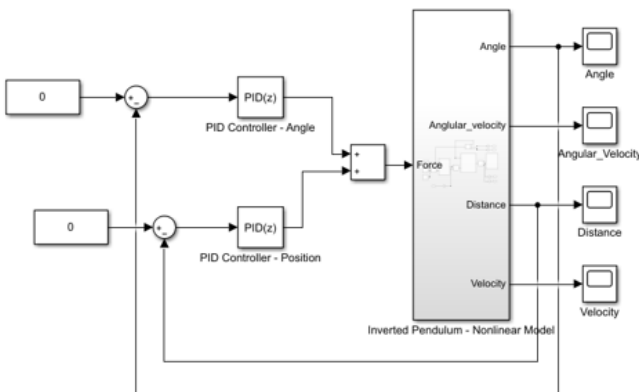 Angle
Angle
0
+
-
PID(z)
PID Controller - Angle
Anglular_velocity
Angular_Velocity
+
+
Force
0
+
-
PID(z)
PID Controller - Position
Distance
Distance
Velocity
Velocity
Inverted Pendulum - Nonlinear Model